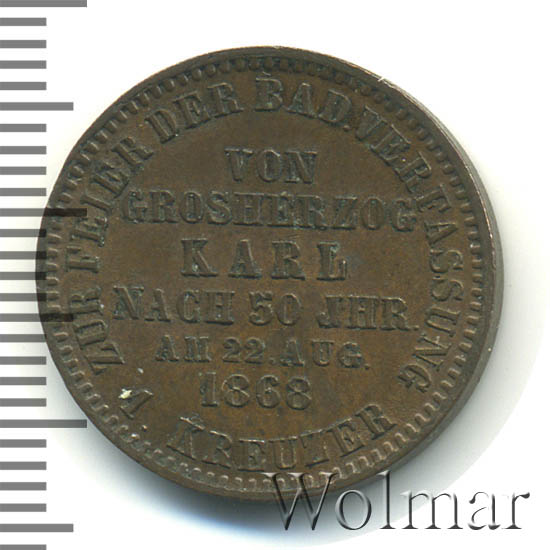 ZUR FEIER DER BAD. VERFASSUNG
VON
GROSHERZOG
KARL
NACH 50 JHR.
AM 22. AUG.
1868
1. KREUZER
Wolmar